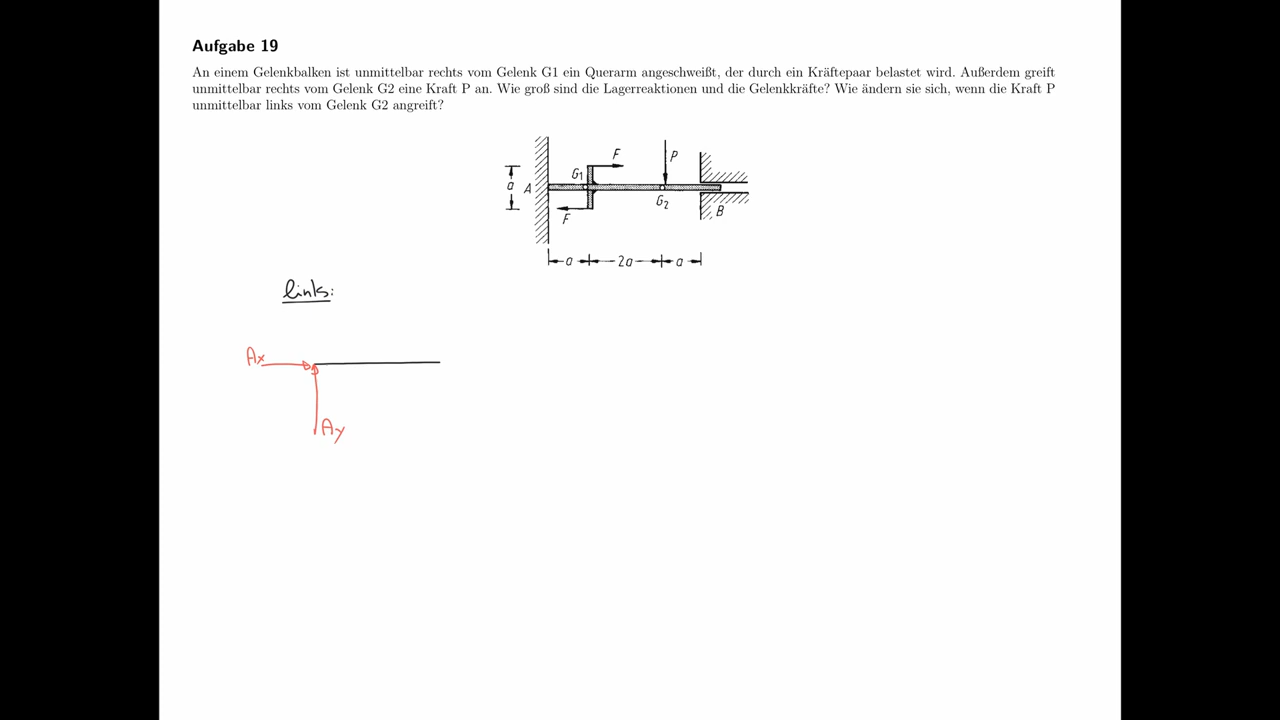 Aufgabe 19
An einem Gelenkbalken ist unmittelbar rechts vom Gelenk G1 ein Querarm angeschweißt, der durch ein Kräftepaar belastet wird. Außerdem greift
unmittelbar rechts vom Gelenk G2 eine Kraft P an. Wie groß sind die Lagerreaktionen und die Gelenkkräfte? Wie ändern sie sich, wenn die Kraft P
unmittelbar links vom Gelenk G2 angreift?
F
P
G1
a
A
G2
B
F
a
2a
a
links:
Ax
Ay